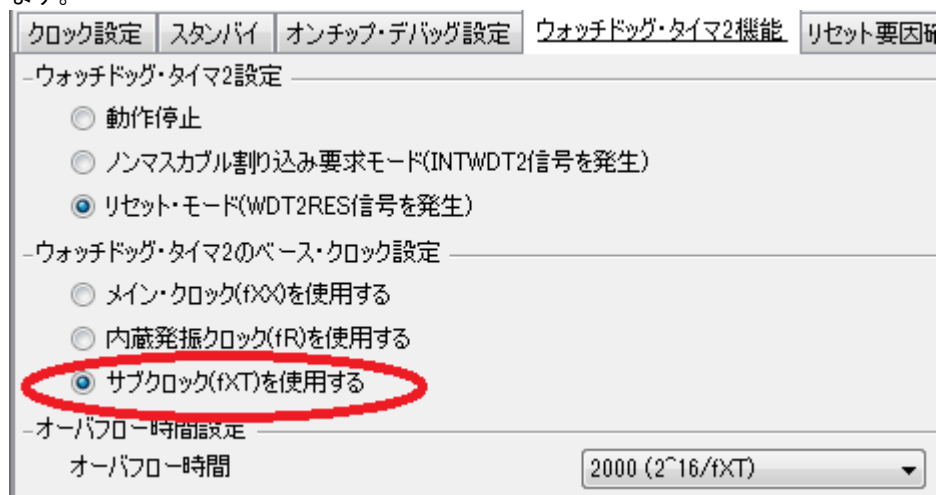 ます。
クロック設定 スタンバイ オンチップ・デバッグ設定 ウォッチドッグ・タイマ2機能 リセット要因
ウォッチドッグ・タイマ2設定
動作停止
ノンマスカブル割り込み要求モード(INTWDT2信号を発生)
リセット・モード(WDT2RES信号を発生)
ウォッチドッグ・タイマ2のベース・クロック設定
メイン・クロック(fXX)を使用する
内蔵発振クロック(fR)を使用する
サブクロック(fXT)を使用する
オーバフロー時間設定
オーバフロー時間 2000 (2^16/fXT)